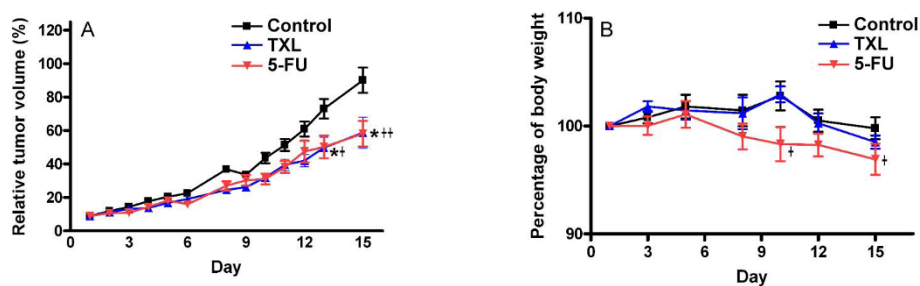 A
Control
TXL
5-FU
Relative tumor volume (%)
120
100
80
60
40
20
0
0
3
6
9
12
15
Day
*†
*††
B
Control
TXL
5-FU
Percentage of body weight
110
100
90
0
3
6
9
12
15
Day
†
†